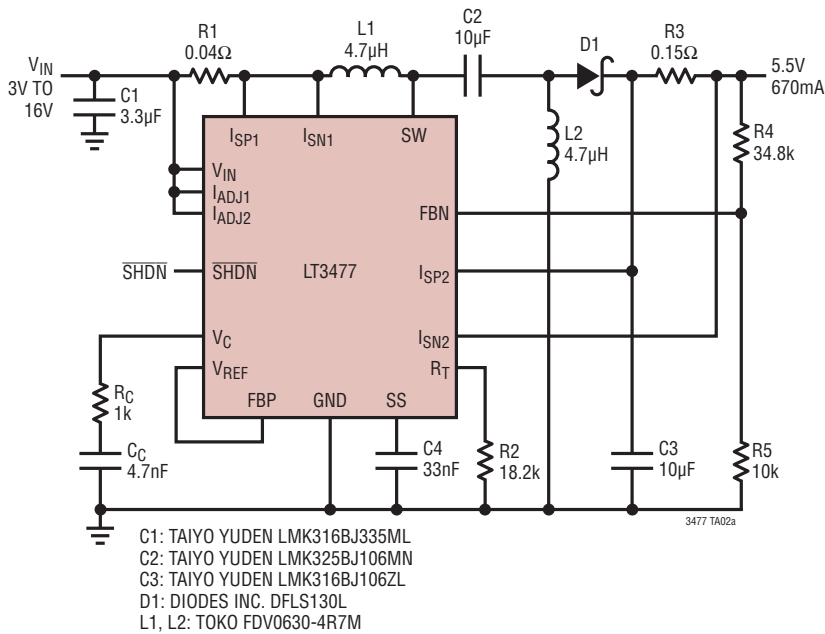 VIN
3V TO
16V
C1
3.3µF
R1
0.04Ω
L1
4.7µH
C2
10µF
D1
R3
0.15Ω
5.5V
670mA
L2
4.7µH
R4
34.8k
ISP1
ISN1
SW
VIN
IADJ1
IADJ2
FBN
SHDN
SHDN
LT3477
ISP2
VC
ISN2
VREF
RT
FBP
GND
SS
RC
1k
CC
4.7nF
C4
33nF
R2
18.2k
C3
10µF
R5
10k
3477 TA02a
C1: TAIYO YUDEN LMK316BJ335ML
C2: TAIYO YUDEN LMK325BJ106MN
C3: TAIYO YUDEN LMK316BJ106ZL
D1: DIODES INC. DFLS130L
L1, L2: TOKO FDV0630-4R7M